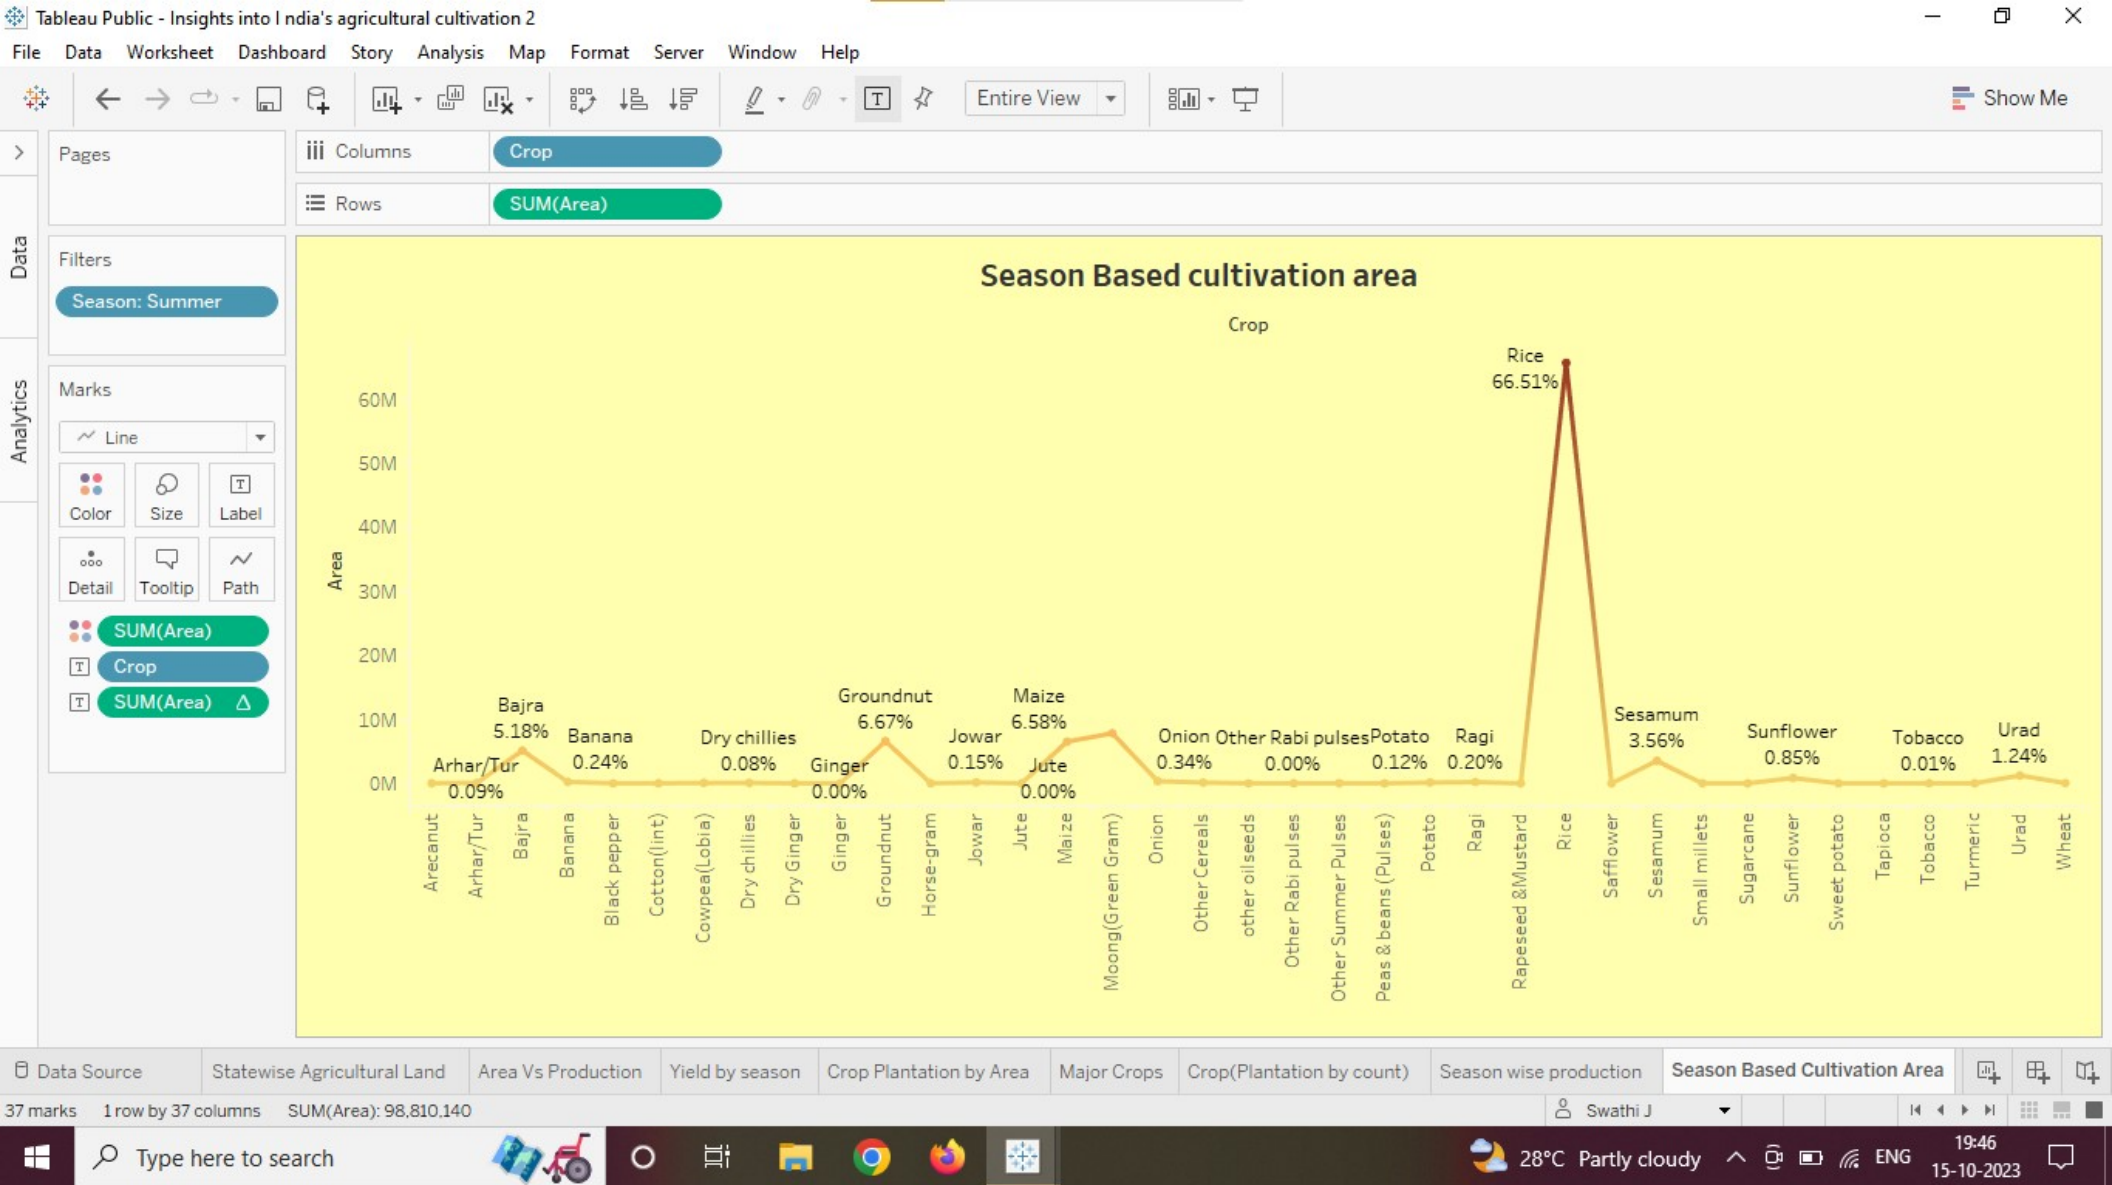 Tableau Public - Insights into I ndia's agricultural cultivation 2
File Data Worksheet Dashboard Story Analysis Map Format Server Window Help
Entire View
Show Me
Pages
Columns Crop
Rows SUM(Area)
Data
Analytics
Filters
Season: Summer
Marks
Line
Color Size Label
Detail Tooltip Path
SUM(Area)
Crop
SUM(Area) Δ
Season Based cultivation area
Crop
Area
60M
50M
40M
30M
20M
10M
0M
Arhar/Tur
0.09%
Bajra
5.18%
Banana
0.24%
Dry chillies
0.08%
Ginger
0.00%
Groundnut
6.67%
Jowar
0.15%
Jute
0.00%
Maize
6.58%
Onion
0.34%
Other Rabi pulses
0.00%
Potato
0.12%
Ragi
0.20%
Rice
66.51%
Sesamum
3.56%
Sunflower
0.85%
Tobacco
0.01%
Urad
1.24%
Arecanut
Arhar/Tur
Bajra
Banana
Black pepper
Cotton(lint)
Cowpea(Lobia)
Dry chillies
Dry Ginger
Ginger
Groundnut
Horse-gram
Jowar
Jute
Maize
Moong(Green Gram)
Onion
Other Cereals
other oilseeds
Other Rabi pulses
Other Summer Pulses
Peas & beans (Pulses)
Potato
Ragi
Rapeseed &Mustard
Rice
Safflower
Sesamum
Small millets
Sugarcane
Sunflower
Sweet potato
Tapioca
Tobacco
Turmeric
Urad
Wheat
Data Source Statewise Agricultural Land Area Vs Production Yield by season Crop Plantation by Area Major Crops Crop(Plantation by count) Season wise production Season Based Cultivation Area
37 marks 1 row by 37 columns SUM(Area): 98,810,140 Swathi J
Type here to search
28°C Partly cloudy
ENG
19:46
15-10-2023